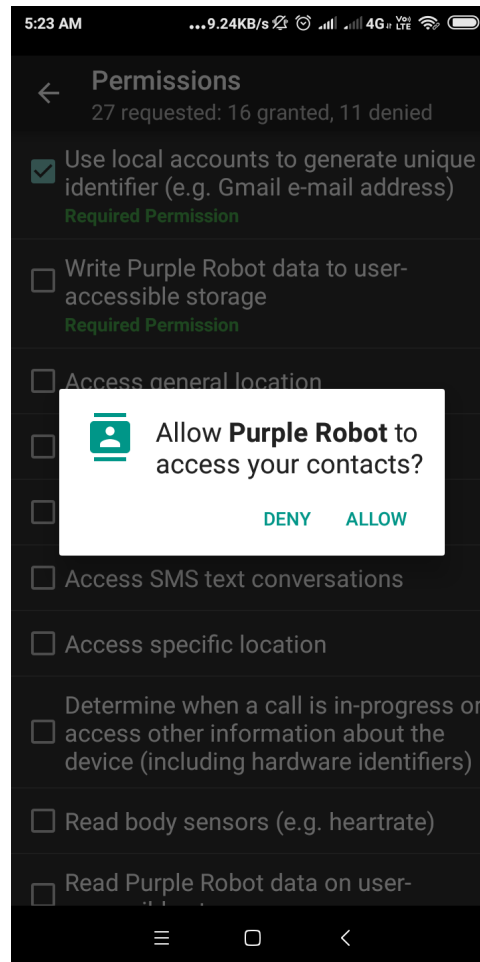 5:23 AM ...9.24KB/s 4G VoLTE
Permissions
27 requested: 16 granted, 11 denied
Use local accounts to generate unique
identifier (e.g. Gmail e-mail address)
Required Permission
Write Purple Robot data to user-
accessible storage
Required Permission
Access general location
Allow Purple Robot to
access your contacts?
DENY ALLOW
Access SMS text conversations
Access specific location
Determine when a call is in-progress or
access other information about the
device (including hardware identifiers)
Read body sensors (e.g. heartrate)
Read Purple Robot data on user-